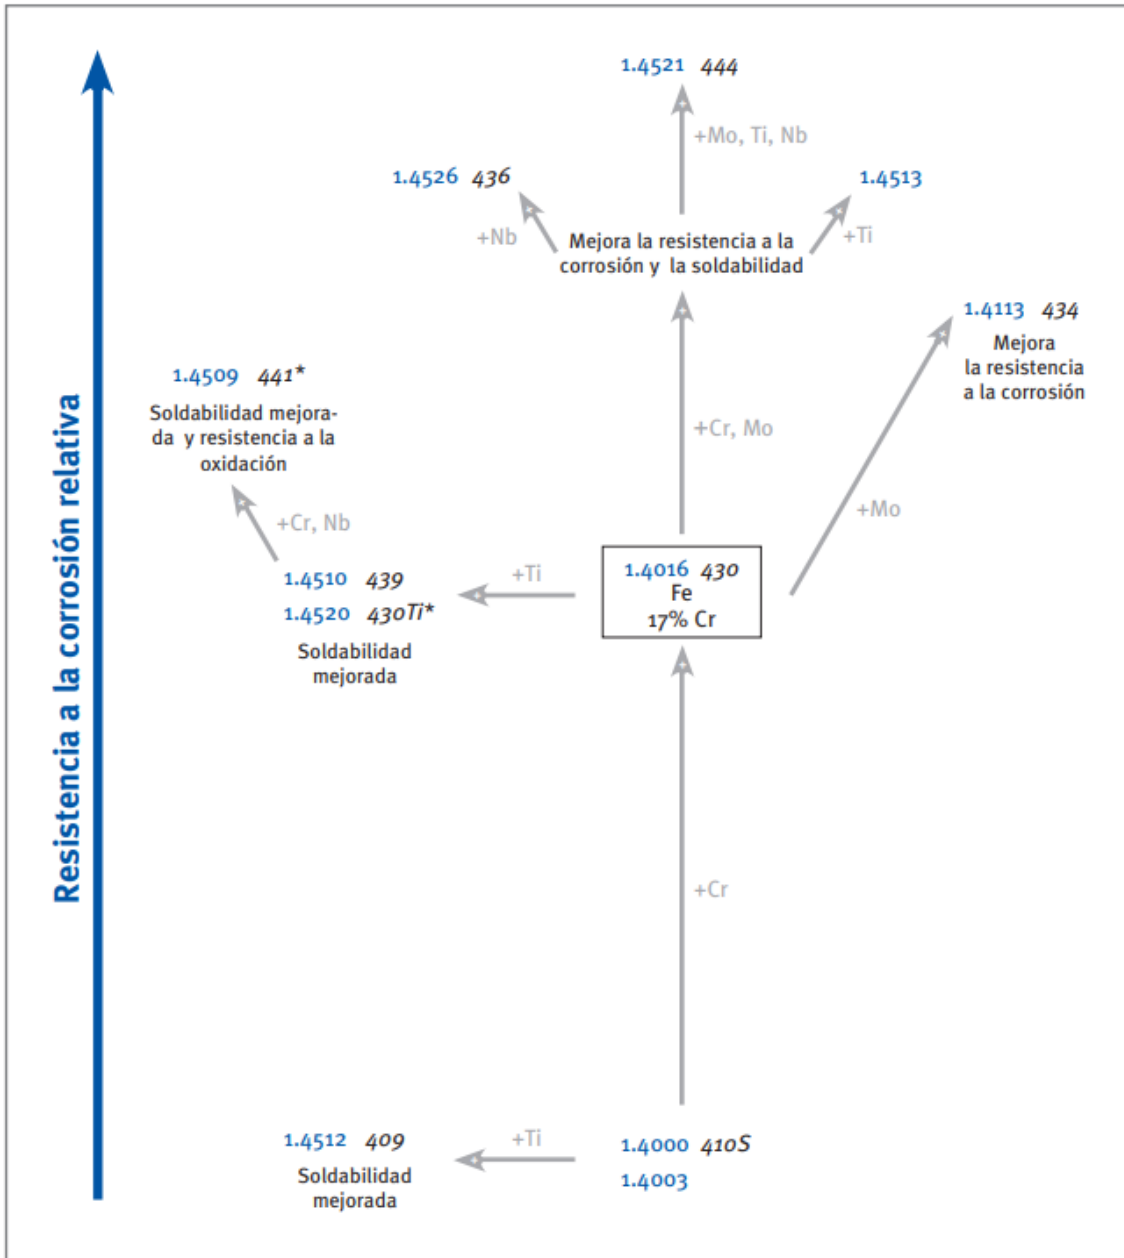 Resistencia a la corrosión relativa
1.4521 444
+Mo, Ti, Nb
1.4526 436
1.4513
+Nb
+Ti
Mejora la resistencia a la
corrosión y la soldabilidad
1.4113 434
Mejora
la resistencia
a la corrosión
1.4509 441*
Soldabilidad mejora-
da y resistencia a la
oxidación
+Cr, Mo
+Mo
+Cr, Nb
1.4510 439
1.4520 430Ti*
Soldabilidad
mejorada
+Ti
1.4016 430
Fe
17% Cr
+Cr
1.4512 409
Soldabilidad
mejorada
+Ti
1.4000 410S
1.4003